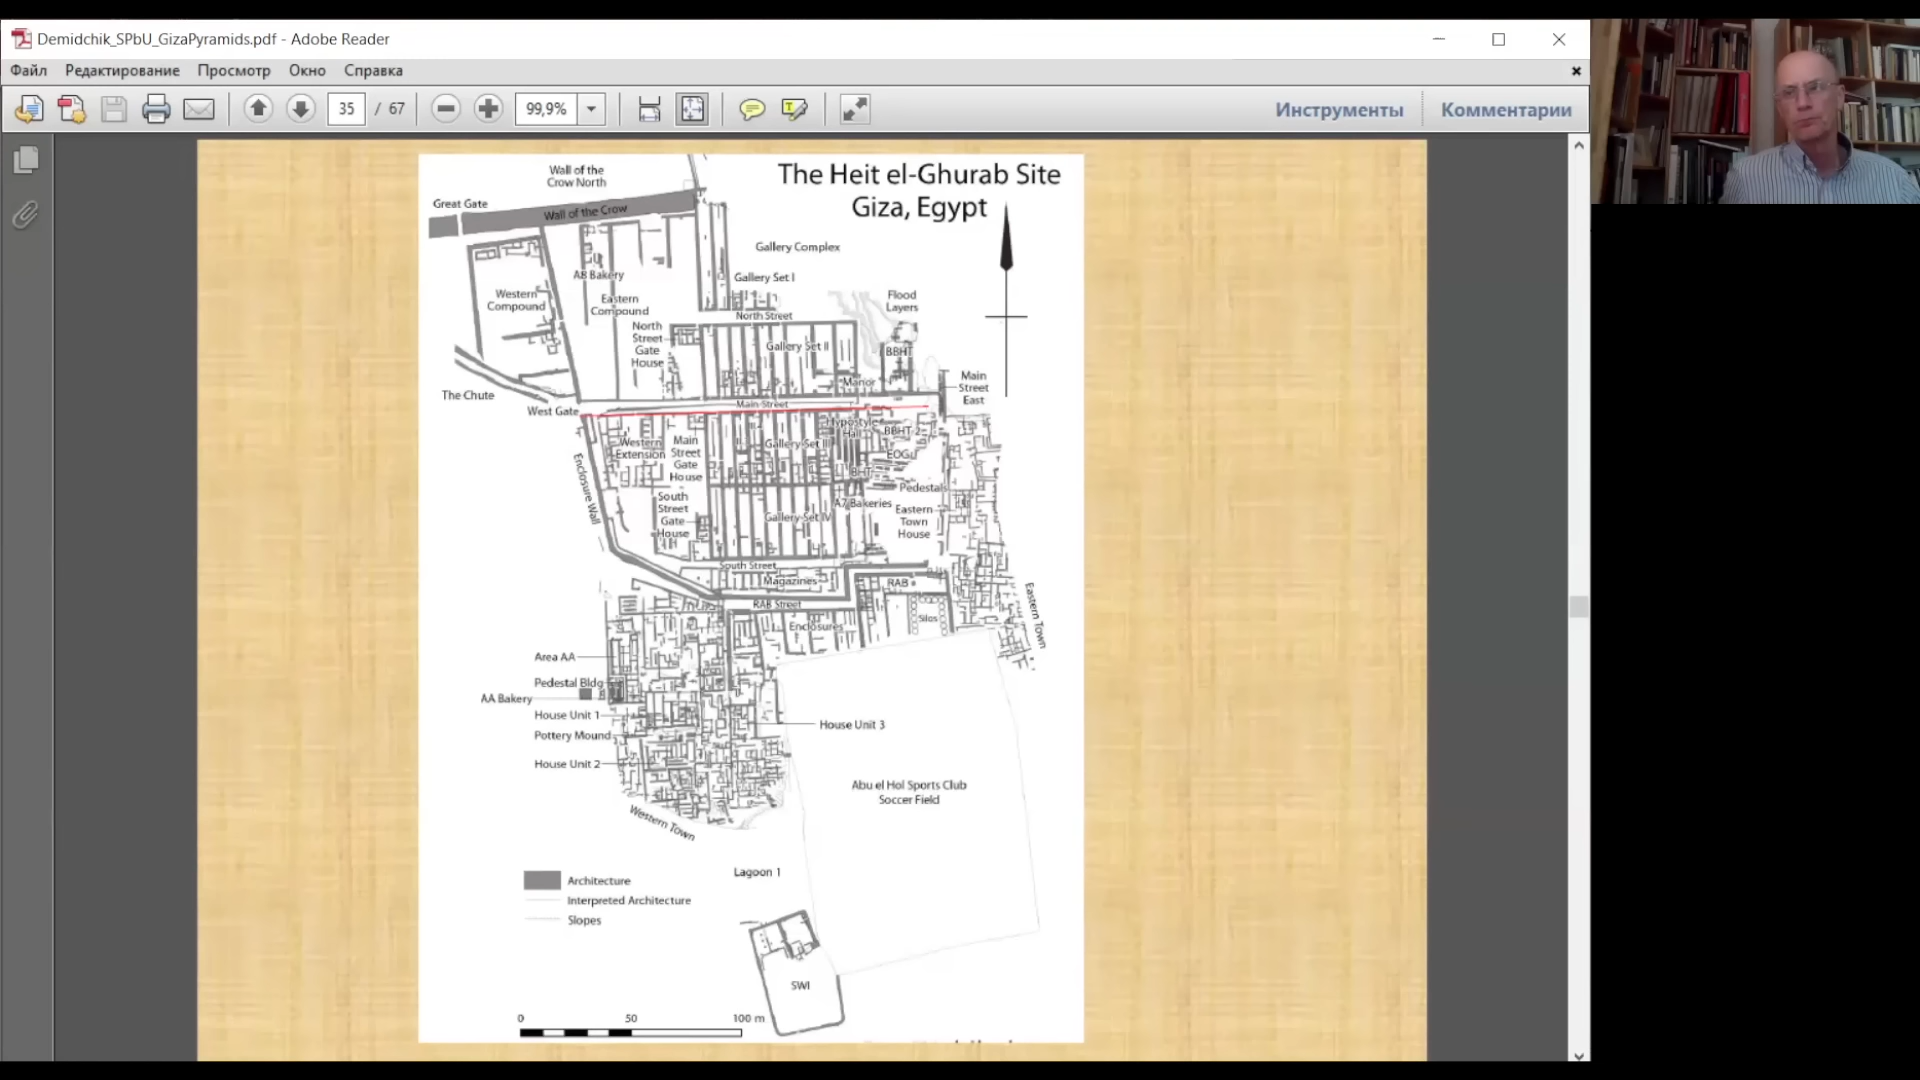 Demidchik_SPbU_GizaPyramids.pdf - Adobe Reader
Файл Редактирование Просмотр Окно Справка
35 / 67
99,9%
Инструменты Комментарии
The Heit el-Ghurab Site
Giza, Egypt
Wall of the
Crow North
Great Gate
Wall of the Crow
Gallery Complex
A8 Bakery
Gallery Set I
Western
Compound
Eastern
Compound
Flood
Layers
North Street
North
Street
Gate
House
Gallery Set II
BBHT
Manor
Main
Street
East
The Chute
West Gate
Main Street
Hypostyle
Hall
BBHT 2
Western
Extension
Main
Street
Gate
House
Gallery Set III
EOG
Enclosure Wall
BHT
Pedestals
South
Street
Gate
House
A7 Bakeries
Gallery Set IV
Eastern
Town
House
South Street
Magazines
RAB
RAB Street
Silos
Enclosures
Eastern Town
Area AA
Pedestal Bldg
AA Bakery
House Unit 1
House Unit 3
Pottery Mound
House Unit 2
Western Town
Abu el Hol Sports Club
Soccer Field
Lagoon 1
Architecture
Interpreted Architecture
Slopes
SWI
0 50 100 m